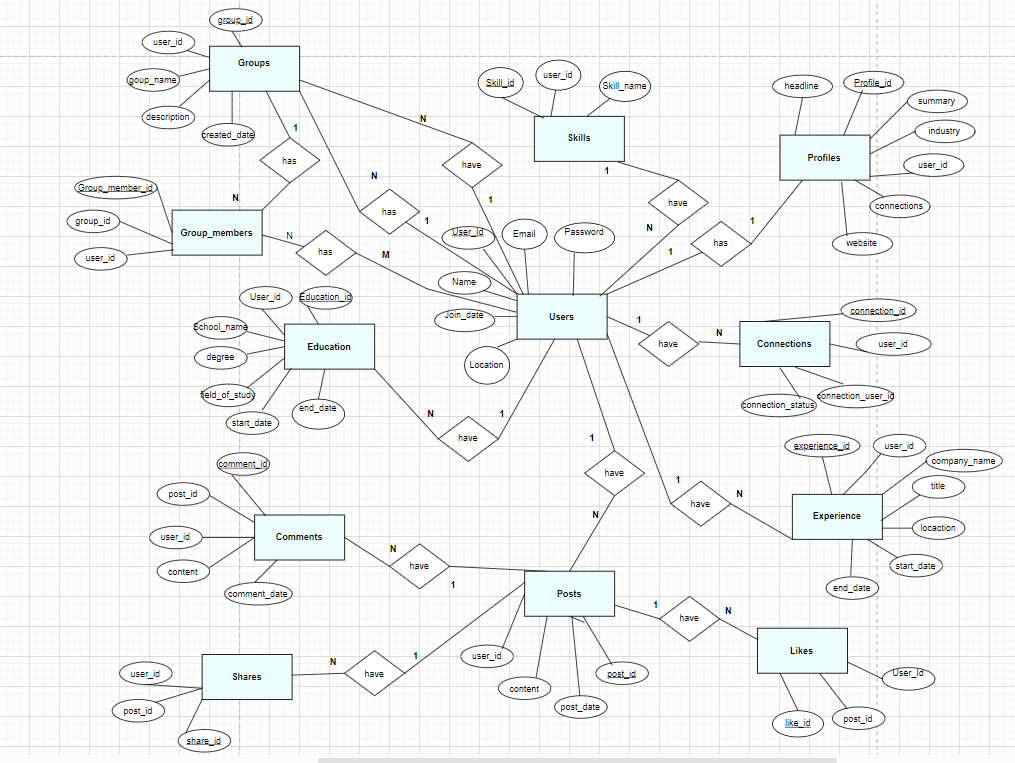 group_id
user_id
Groups
goup_name
description
created_date
1
has
N
N
have
1
N
has
1
Skill_id
user_id
Skill_name
Skills
1
have
N
headline
Profile_id
summary
industry
Profiles
user_id
connections
website
1
has
1
Group_member_id
group_id
user_id
Group_members
N
has
M
User_Id
Email
Password
Name
Join_date
Users
Location
User_id
Education_id
School_name
Education
degree
field_of_study
start_date
end_date
N
have
1
1
have
N
connection_id
Connections
user_id
connection_status
connection_user_id
1
have
N
1
have
N
experience_id
user_id
company_name
title
Experience
locaction
start_date
end_date
comment_id
post_id
user_id
Comments
content
comment_date
N
have
1
Posts
user_id
content
post_date
post_id
1
have
N
Likes
User_Id
like_id
post_id
user_id
Shares
post_id
share_id
N
have
1